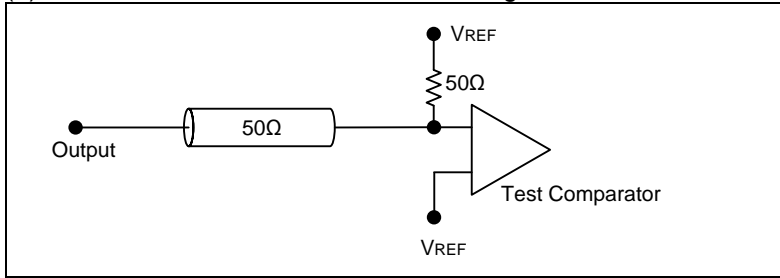 VREF
50Ω
50Ω
Output
Test Comparator
VREF